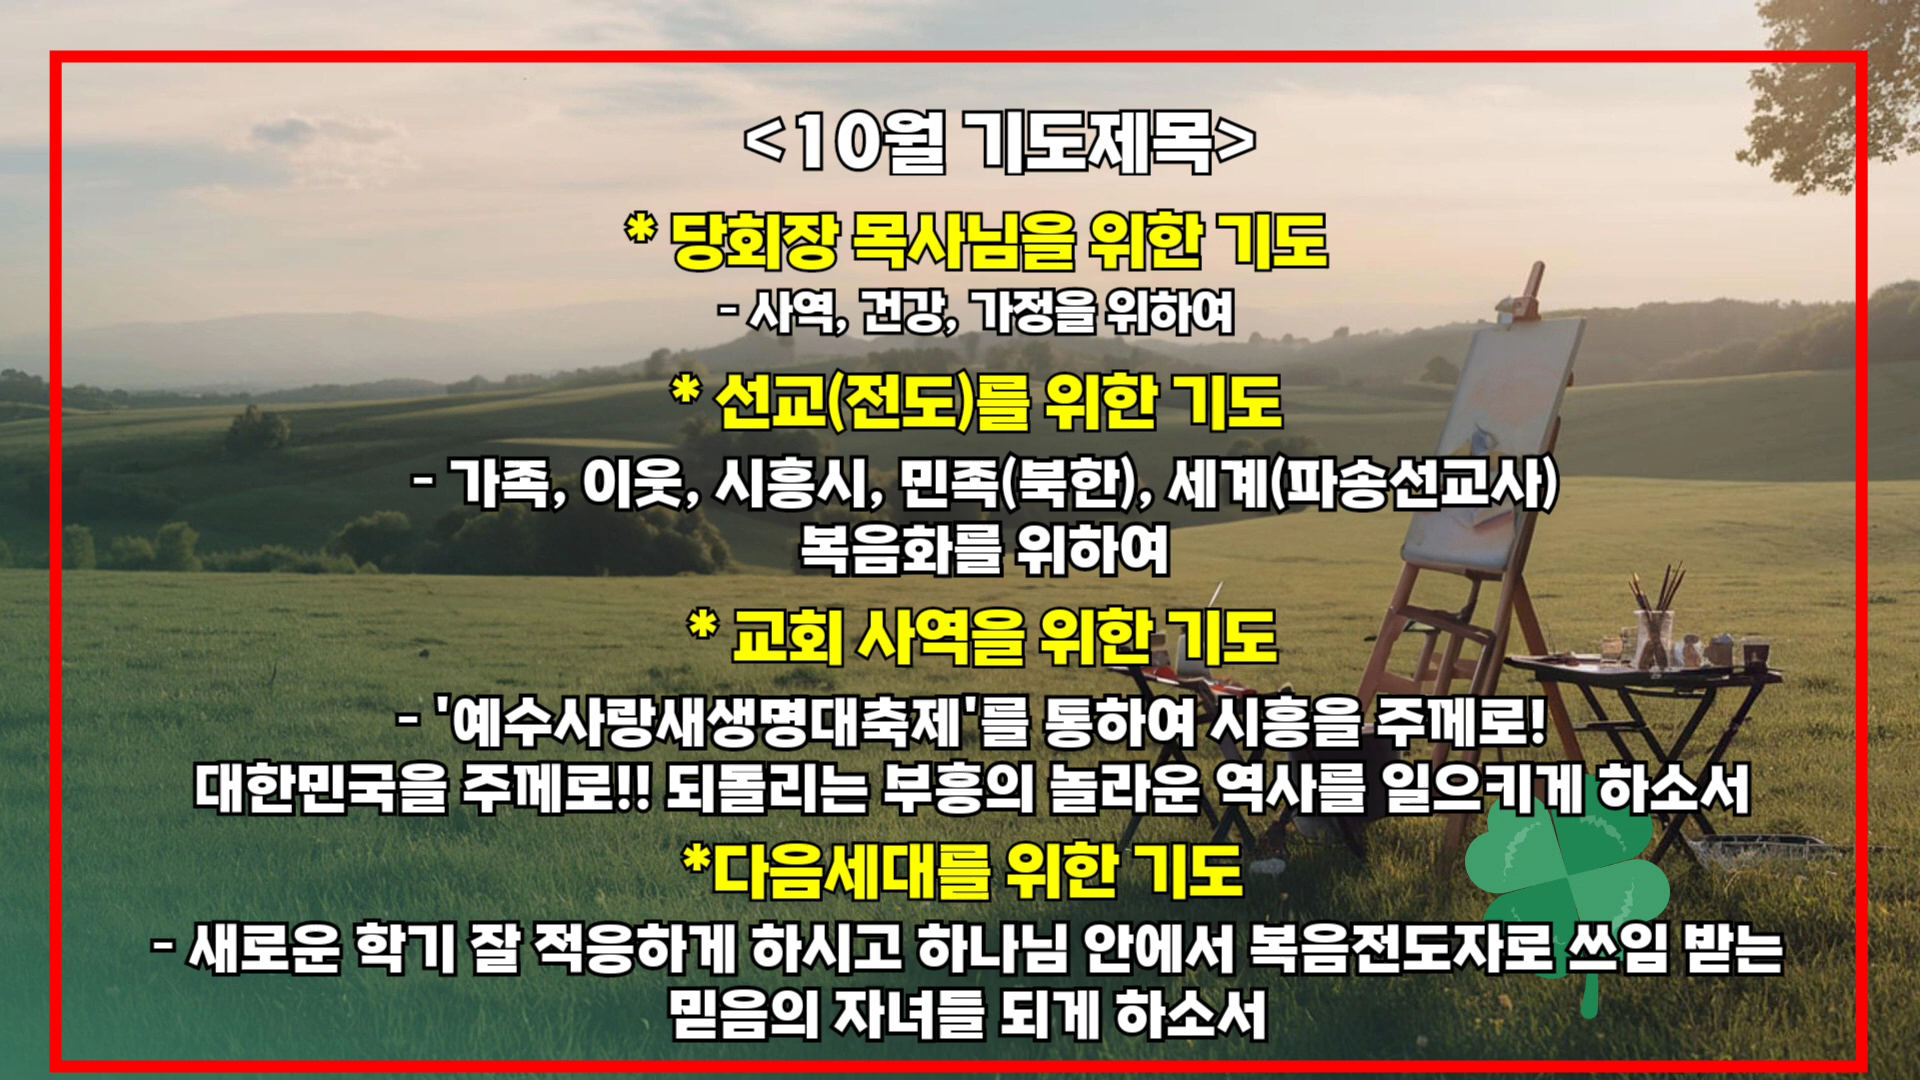 <10월 기도제목>
* 당회장 목사님을 위한 기도
- 사역, 건강, 가정을 위하여
* 선교(전도)를 위한 기도
- 가족, 이웃, 시흥시, 민족(북한), 세계(파송선교사)
복음화를 위하여
* 교회 사역을 위한 기도
- '예수사랑새생명대축제'를 통하여 시흥을 주께로!
대한민국을 주께로!! 되돌리는 부흥의 놀라운 역사를 일으키게 하소서
*다음세대를 위한 기도
- 새로운 학기 잘 적응하게 하시고 하나님 안에서 복음전도자로 쓰임 받는
믿음의 자녀들 되게 하소서